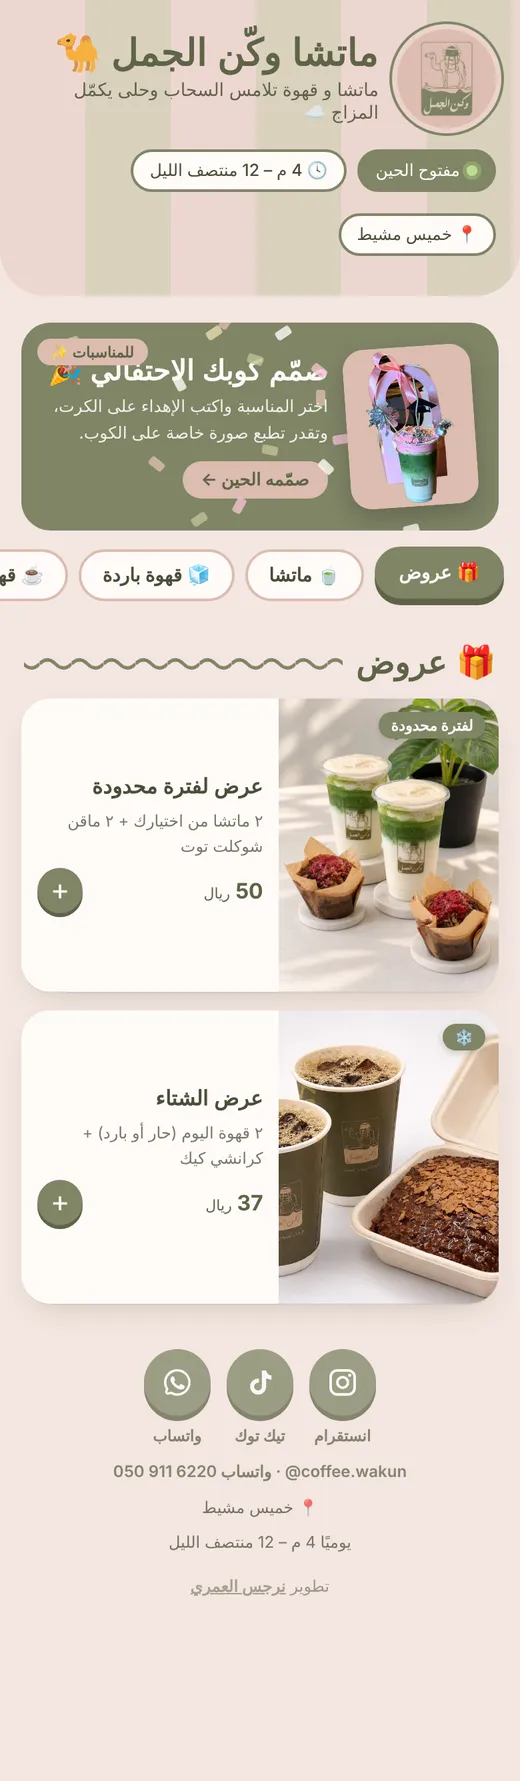 ماتشا وكّن الجمل 🐪
ماتشا و قهوة تلامس السحاب وحلى يكمّل
المزاج ☁️
وكن الجمل
مفتوح الحين
🕓 4 م – 12 منتصف الليل
📍 خميس مشيط
للمناسبات ✨
صمّم كوبك الاحتفالي 🎉
اختر المناسبة واكتب الإهداء على الكرت،
وتقدر تطبع صورة خاصة على الكوب.
صمّمه الحين ←
🎁 عروض
🍵 ماتشا
🧊 قهوة باردة
🎁 عروض
لفترة محدودة
عرض لفترة محدودة
٢ ماتشا من اختيارك + ٢ ماقن
شوكلت توت
50 ريال
+
❄️
عرض الشتاء
٢ قهوة اليوم (حار أو بارد) +
كرانشي كيك
37 ريال
+
انستقرام
تيك توك
واتساب
@coffee.wakun · واتساب 050 911 6220
📍 خميس مشيط
يوميًا 4 م – 12 منتصف الليل
تطوير نرجس العمري